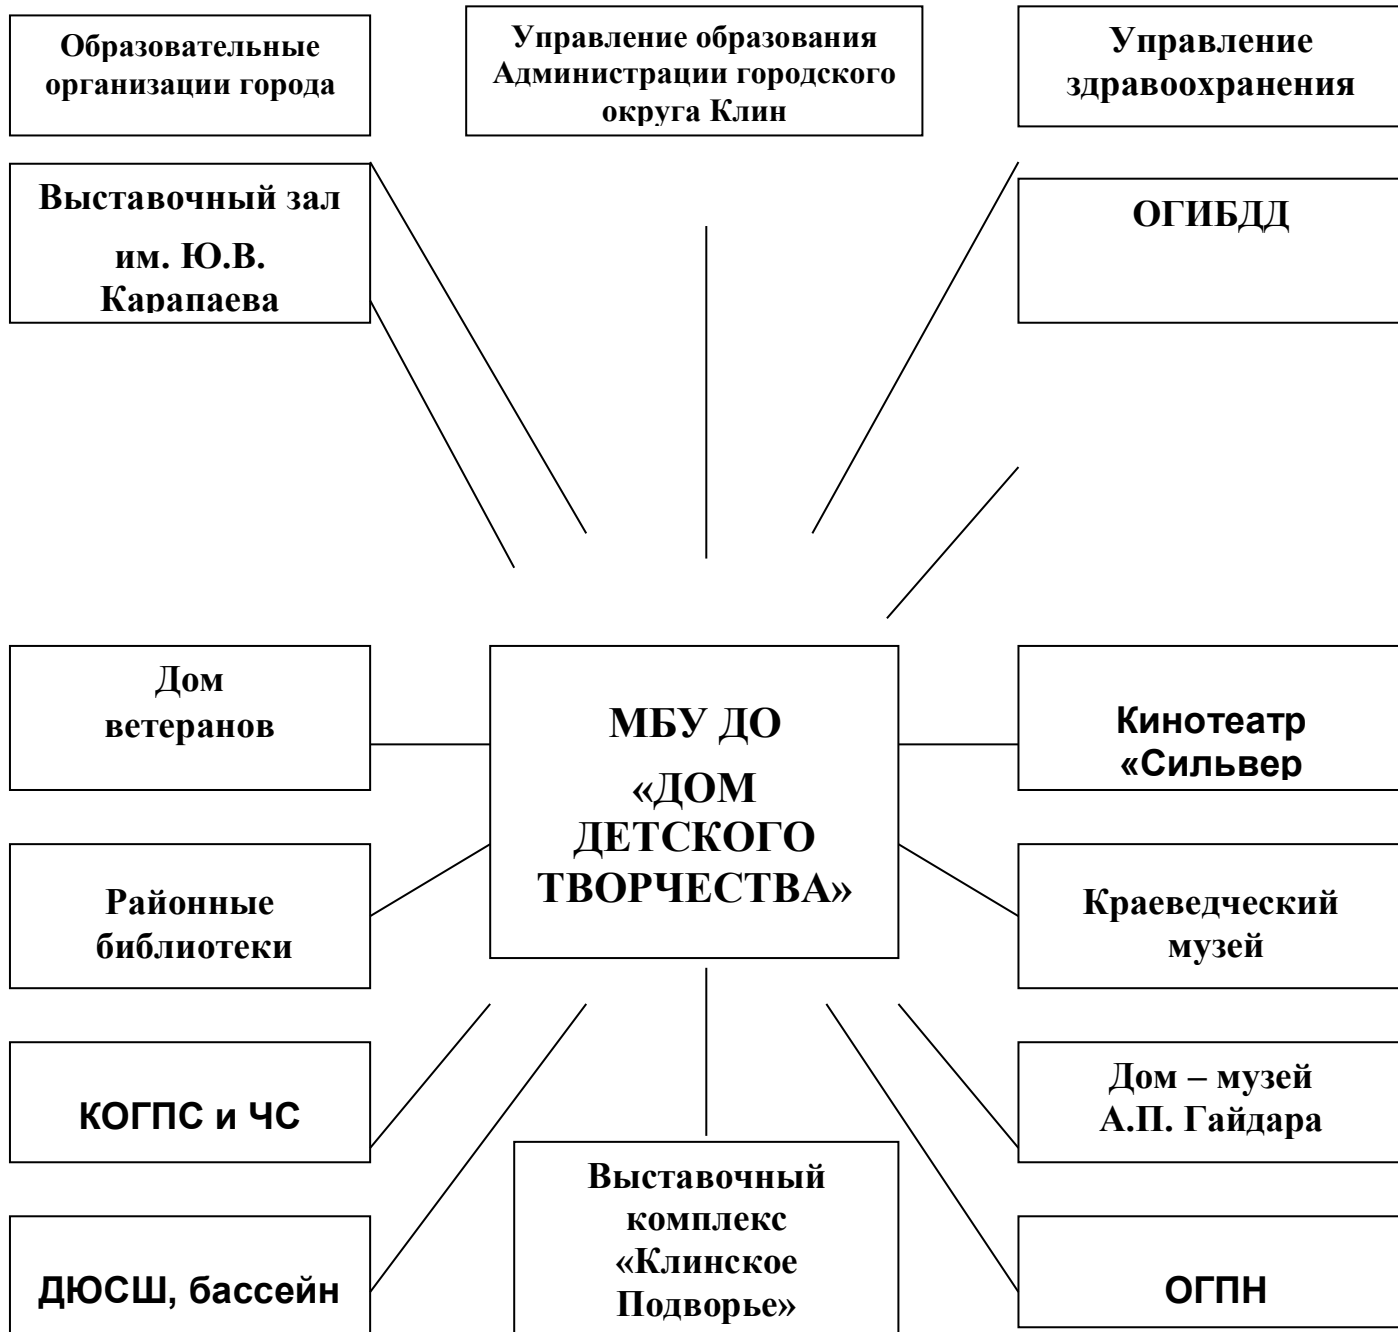 Образовательные
организации города
Управление образования
Администрации городского
округа Клин
Управление
здравоохранения
Выставочный зал
им. Ю.В.
Карапаева
ОГИБДД
Дом
ветеранов
МБУ ДО
«ДОМ
ДЕТСКОГО
ТВОРЧЕСТВА»
Кинотеатр
«Сильвер
Районные
библиотеки
Краеведческий
музей
КОГПС и ЧС
Дом – музей
А.П. Гайдара
ДЮСШ, бассейн
Выставочный
комплекс
«Клинское
Подворье»
ОГПН